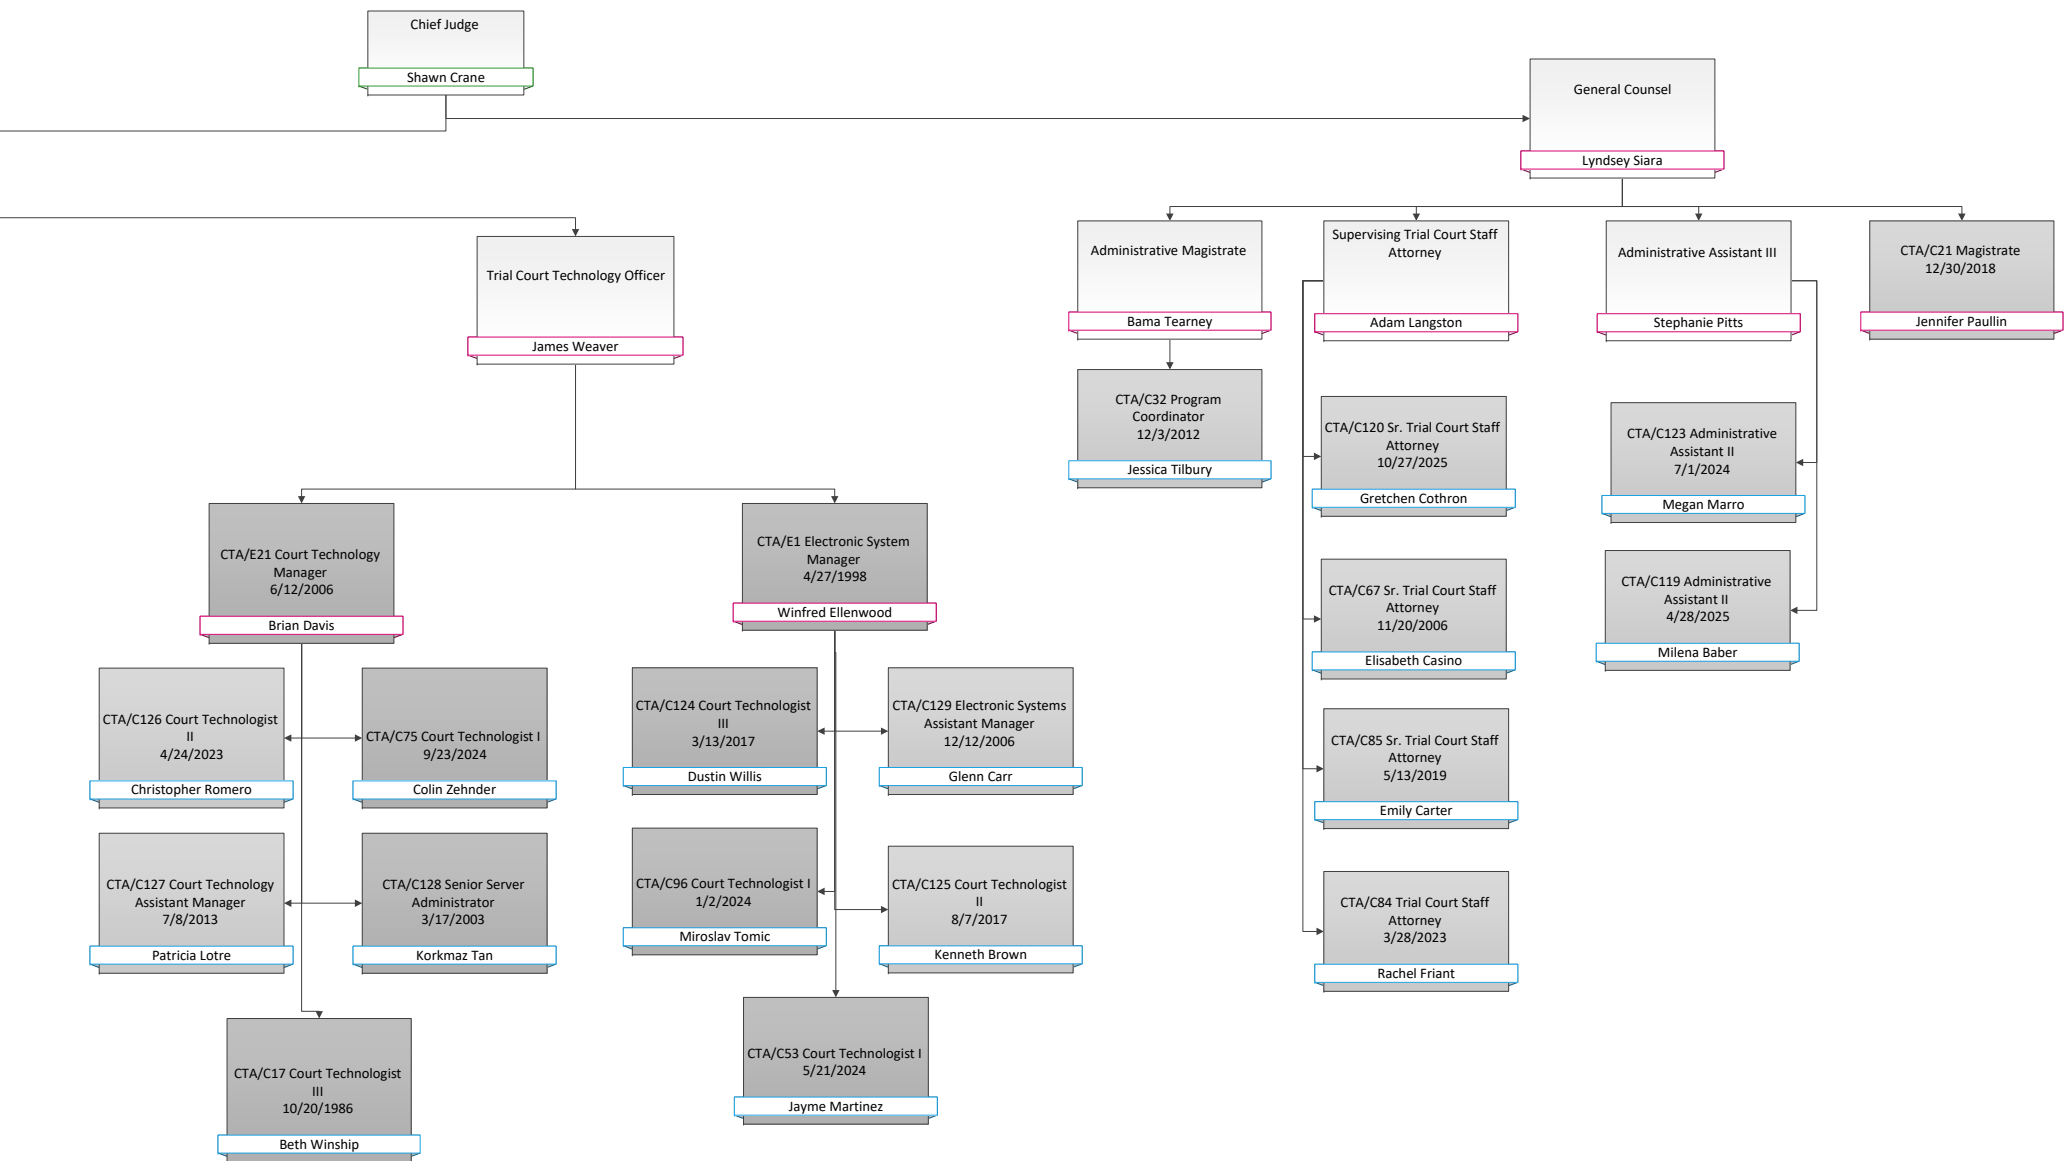 Chief Judge
Shawn Crane
General Counsel
Lyndsey Siara
Trial Court Technology Officer
James Weaver
Administrative Magistrate
Bama Tearney
Supervising Trial Court Staff
Attorney
Adam Langston
Administrative Assistant III
Stephanie Pitts
CTA/C21 Magistrate
12/30/2018
Jennifer Paullin
CTA/C32 Program
Coordinator
12/3/2012
Jessica Tilbury
CTA/C120 Sr. Trial Court Staff
Attorney
10/27/2025
Gretchen Cothron
CTA/C123 Administrative
Assistant II
7/1/2024
Megan Marro
CTA/E21 Court Technology
Manager
6/12/2006
Brian Davis
CTA/E1 Electronic System
Manager
4/27/1998
Winfred Ellenwood
CTA/C67 Sr. Trial Court Staff
Attorney
11/20/2006
Elisabeth Casino
CTA/C119 Administrative
Assistant II
4/28/2025
Milena Baber
CTA/C126 Court Technologist
II
4/24/2023
Christopher Romero
CTA/C75 Court Technologist I
9/23/2024
Colin Zehnder
CTA/C124 Court Technologist
III
3/13/2017
Dustin Willis
CTA/C129 Electronic Systems
Assistant Manager
12/12/2006
Glenn Carr
CTA/C85 Sr. Trial Court Staff
Attorney
5/13/2019
Emily Carter
CTA/C127 Court Technology
Assistant Manager
7/8/2013
Patricia Lotre
CTA/C128 Senior Server
Administrator
3/17/2003
Korkmaz Tan
CTA/C96 Court Technologist I
1/2/2024
Miroslav Tomic
CTA/C125 Court Technologist
II
8/7/2017
Kenneth Brown
CTA/C84 Trial Court Staff
Attorney
3/28/2023
Rachel Friant
CTA/C17 Court Technologist
III
10/20/1986
Beth Winship
CTA/C53 Court Technologist I
5/21/2024
Jayme Martinez